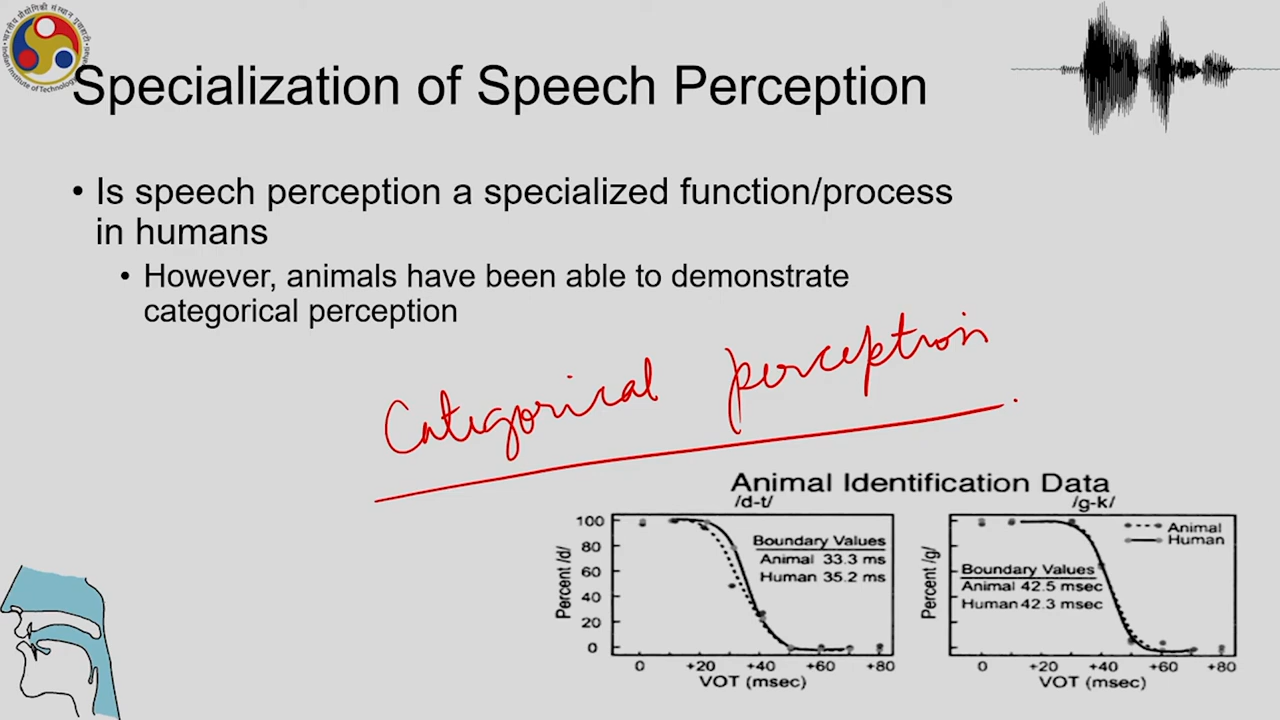 Specialization of Speech Perception
• Is speech perception a specialized function/process
in humans
• However, animals have been able to demonstrate
categorical perception
Categorical perception
Animal Identification Data
/d-t/
Percent /d/
100
80
60
40
20
0
Boundary Values
Animal 33.3 ms
Human 35.2 ms
0 +20 +40 +60 +80
VOT (msec)
/g-k/
Percent /g/
Animal
Human
Boundary Values
Animal 42.5 msec
Human 42.3 msec
0 +20 +40 +60 +80
VOT (msec)